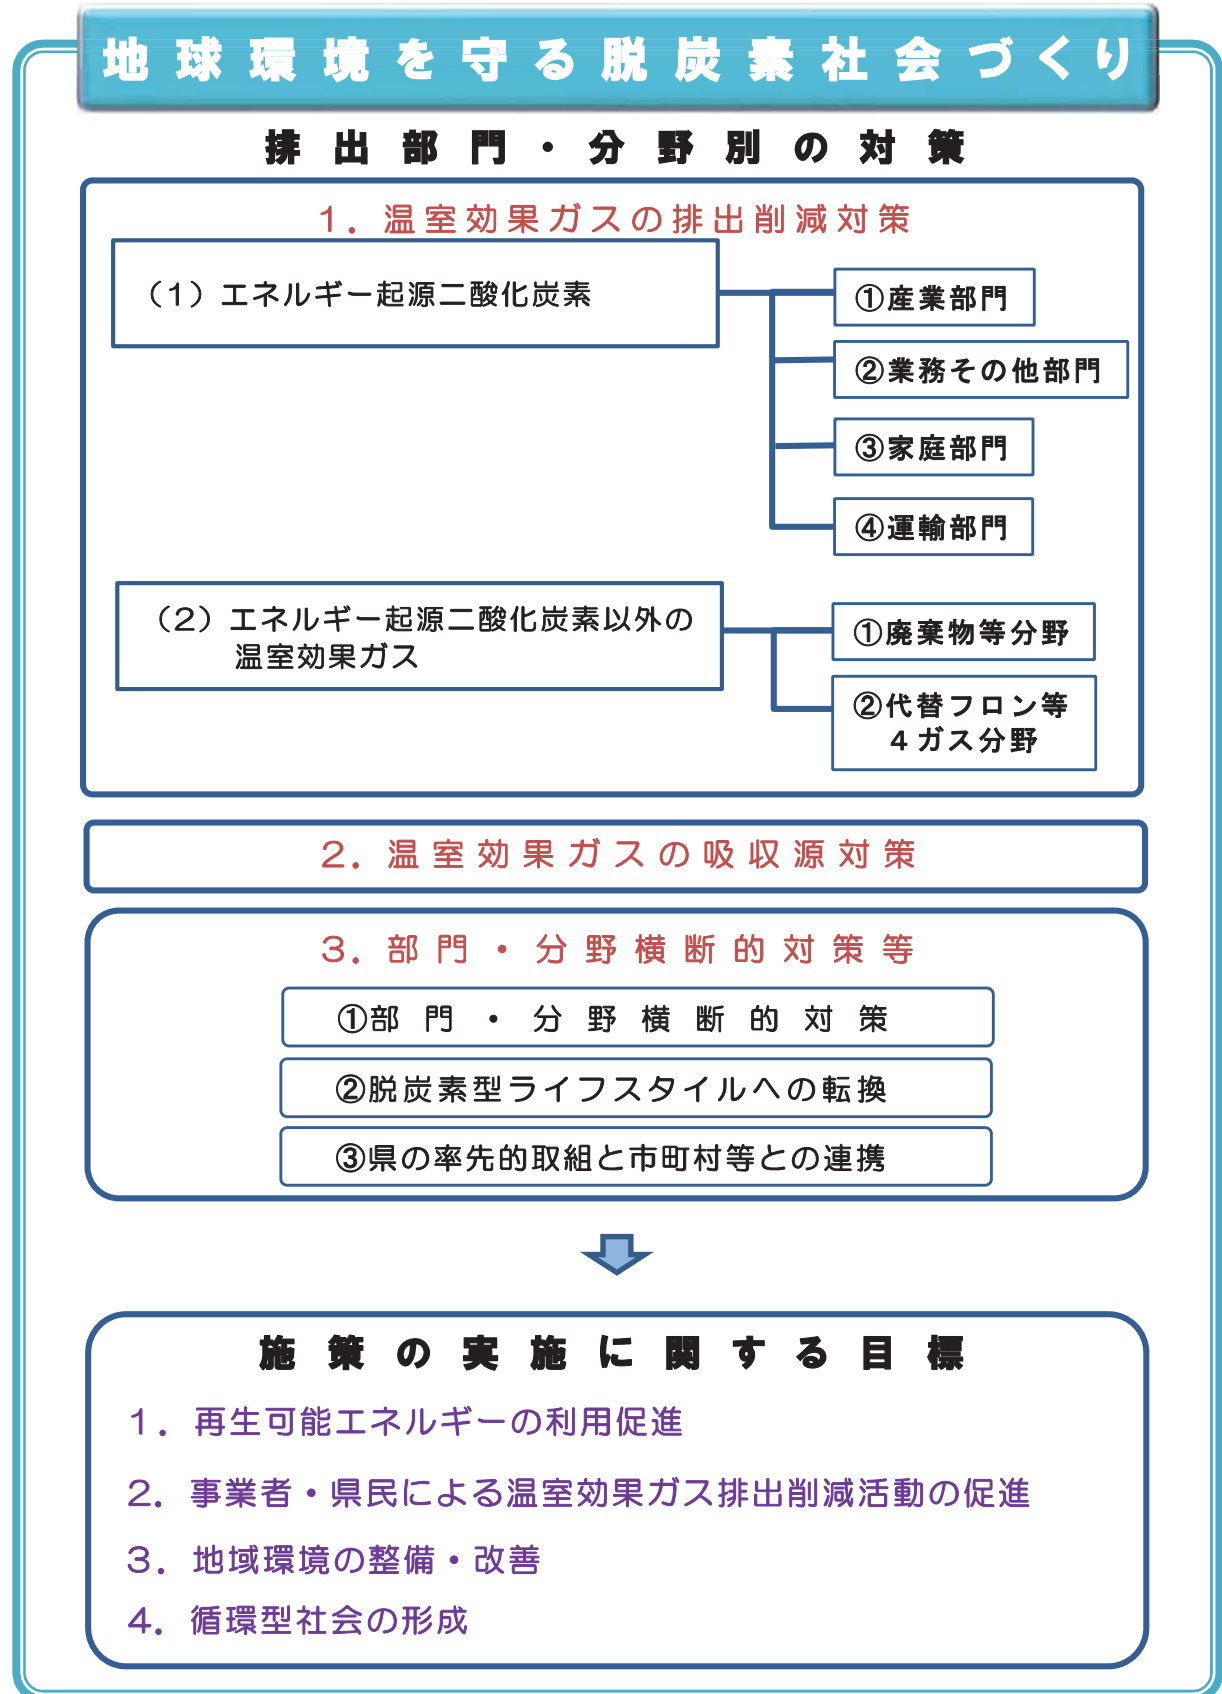 地球環境を守る脱炭素社会づくり
排出部門・分野別の対策
1．温室効果ガスの排出削減対策
（1）エネルギー起源二酸化炭素
①産業部門
②業務その他部門
③家庭部門
④運輸部門
（2）エネルギー起源二酸化炭素以外の
温室効果ガス
①廃棄物等分野
②代替フロン等
4ガス分野
2．温室効果ガスの吸収源対策
3．部門・分野横断的対策等
①部門・分野横断的対策
②脱炭素型ライフスタイルへの転換
③県の率先的取組と市町村等との連携
施策の実施に関する目標
1．再生可能エネルギーの利用促進
2．事業者・県民による温室効果ガス排出削減活動の促進
3．地域環境の整備・改善
4．循環型社会の形成